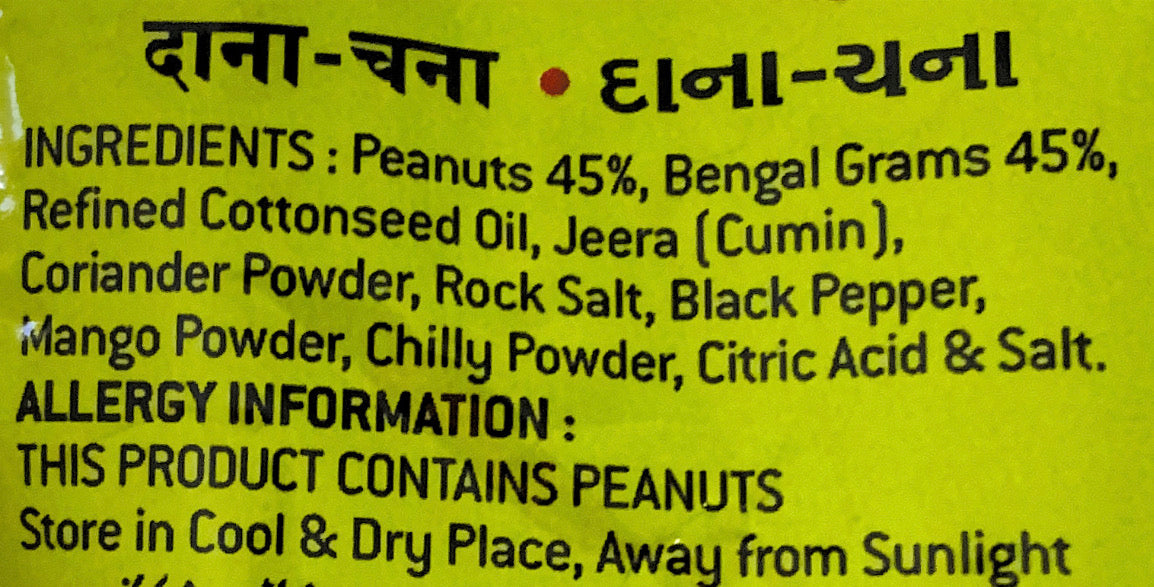 दाना-चना • દાના-ચના
INGREDIENTS : Peanuts 45%, Bengal Grams 45%,
Refined Cottonseed Oil, Jeera (Cumin),
Coriander Powder, Rock Salt, Black Pepper,
Mango Powder, Chilly Powder, Citric Acid & Salt.
ALLERGY INFORMATION :
THIS PRODUCT CONTAINS PEANUTS
Store in Cool & Dry Place, Away from Sunlight